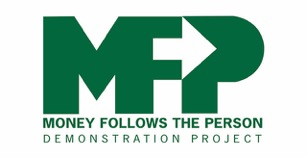 MFP
MONEY FOLLOWS THE PERSON
DEMONSTRATION PROJECT